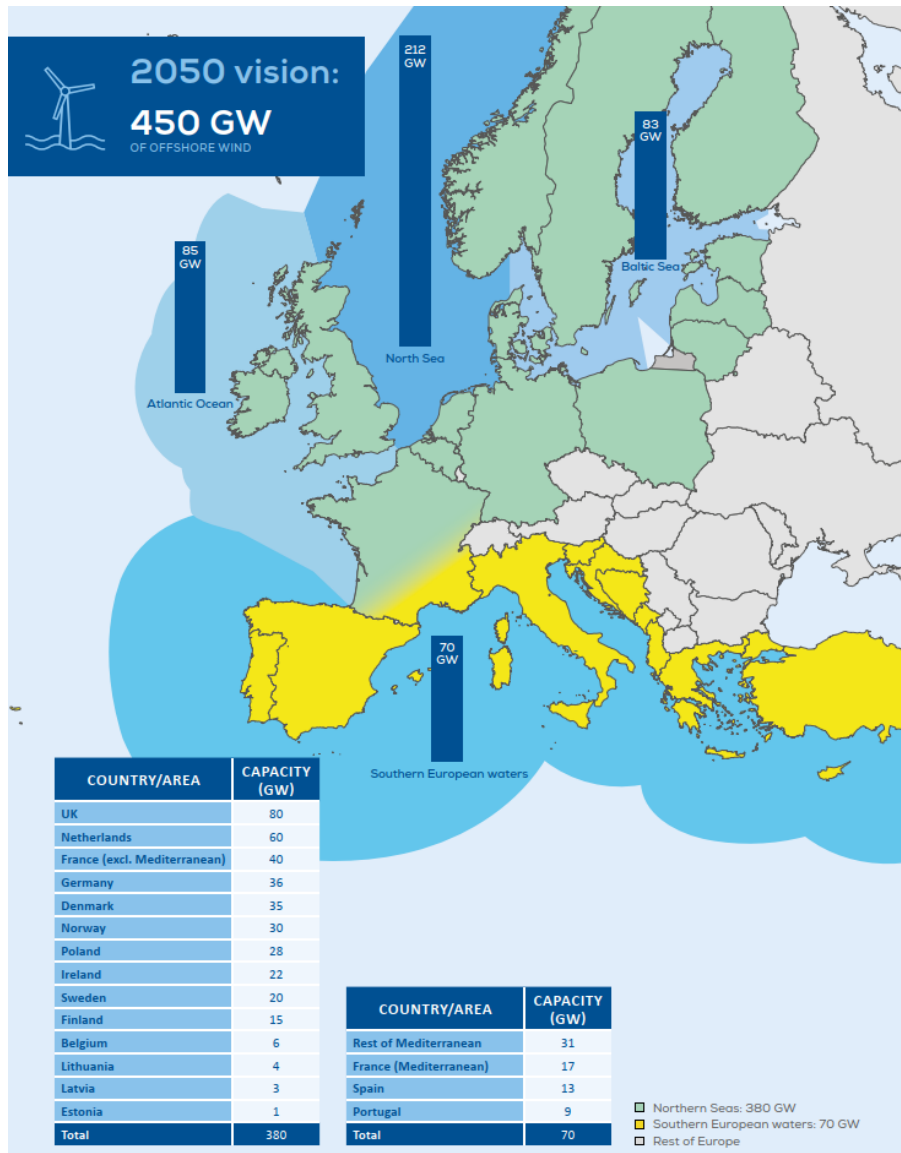 2050 vision:
450 GW
OF OFFSHORE WIND
212
GW
83
GW
85
GW
Baltic Sea
North Sea
Atlantic Ocean
70
GW
Southern European waters
COUNTRY/AREA CAPACITY (GW)
UK 80
Netherlands 60
France (excl. Mediterranean) 40
Germany 36
Denmark 35
Norway 30
Poland 28
Ireland 22
Sweden 20
Finland 15
Belgium 6
Lithuania 4
Latvia 3
Estonia 1
Total 380
COUNTRY/AREA CAPACITY (GW)
Rest of Mediterranean 31
France (Mediterranean) 17
Spain 13
Portugal 9
Total 70
Northern Seas: 380 GW
Southern European waters: 70 GW
Rest of Europe